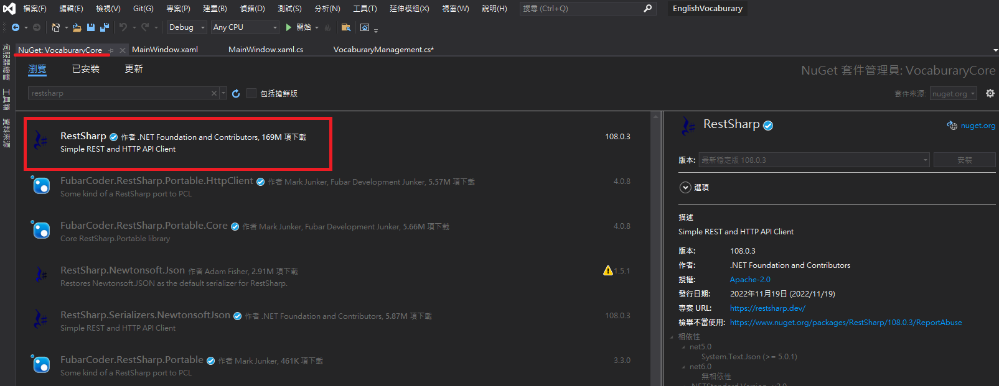 檔案(F) 編輯(E) 檢視(V) Git(G) 專案(P) 建置(B) 偵錯(D) 測試(S) 分析(N) 工具(T) 延伸模組(X) 視窗(W) 說明(H) 搜尋 (Ctrl+Q) EnglishVocaburary
Debug Any CPU 開始
NuGet: VocaburaryCore MainWindow.xaml MainWindow.xaml.cs VocaburaryManagement.cs*
伺服器總管
工具箱
資料來源
瀏覽 已安裝 更新
NuGet 套件管理員: VocaburaryCore
restsharp 包括搶鮮版
套件來源: nuget.org
RestSharp 作者 .NET Foundation and Contributors, 169M 項下載 108.0.3
Simple REST and HTTP API Client
FubarCoder.RestSharp.Portable.HttpClient 作者 Mark Junker, Fubar Development Junker, 5.57M 項下載 4.0.8
Some kind of a RestSharp port to PCL
FubarCoder.RestSharp.Portable.Core 作者 Mark Junker, Fubar Development Junker, 5.66M 項下載 4.0.8
Core RestSharp.Portable library
RestSharp.Newtonsoft.Json 作者 Adam Fisher, 2.91M 項下載 1.5.1
Restores Newtonsoft.JSON as the default serializer for RestSharp.
RestSharp.Serializers.NewtonsoftJson 作者 .NET Foundation and Contributors, 5.87M 項下載 108.0.3
Simple REST and HTTP API Client
FubarCoder.RestSharp.Portable 作者 Mark Junker, 461K 項下載 3.3.0
Some kind of a RestSharp port to PCL
RestSharp nuget.org
版本: 最新穩定版 108.0.3 安裝
選項
描述
Simple REST and HTTP API Client
版本: 108.0.3
作者: .NET Foundation and Contributors
授權: Apache-2.0
發行日期: 2022年11月19日 (2022/11/19)
專案 URL: https://restsharp.dev/
檢舉不當使用: https://www.nuget.org/packages/RestSharp/108.0.3/ReportAbuse
相依性
net5.0
System.Text.Json (>= 5.0.1)
net6.0
無相依性